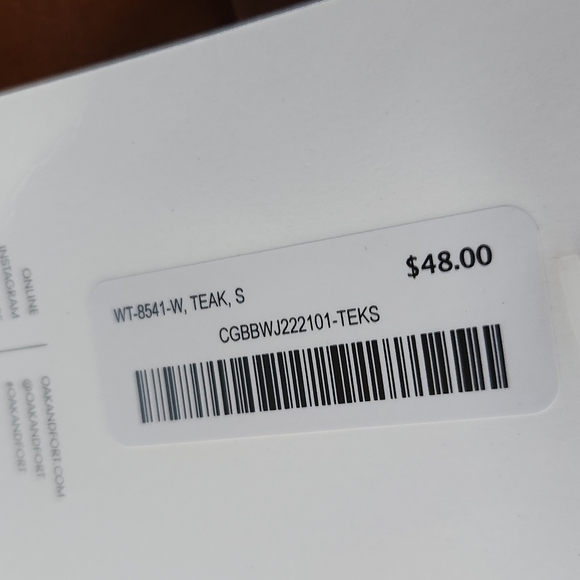 $48.00
WT-8541-W, TEAK, S
CGBBWJ222101-TEKS
ONLINE
INSTAGRAM
OAKANDFORT.COM
@OAKANDFORT
#OAKANDFORT